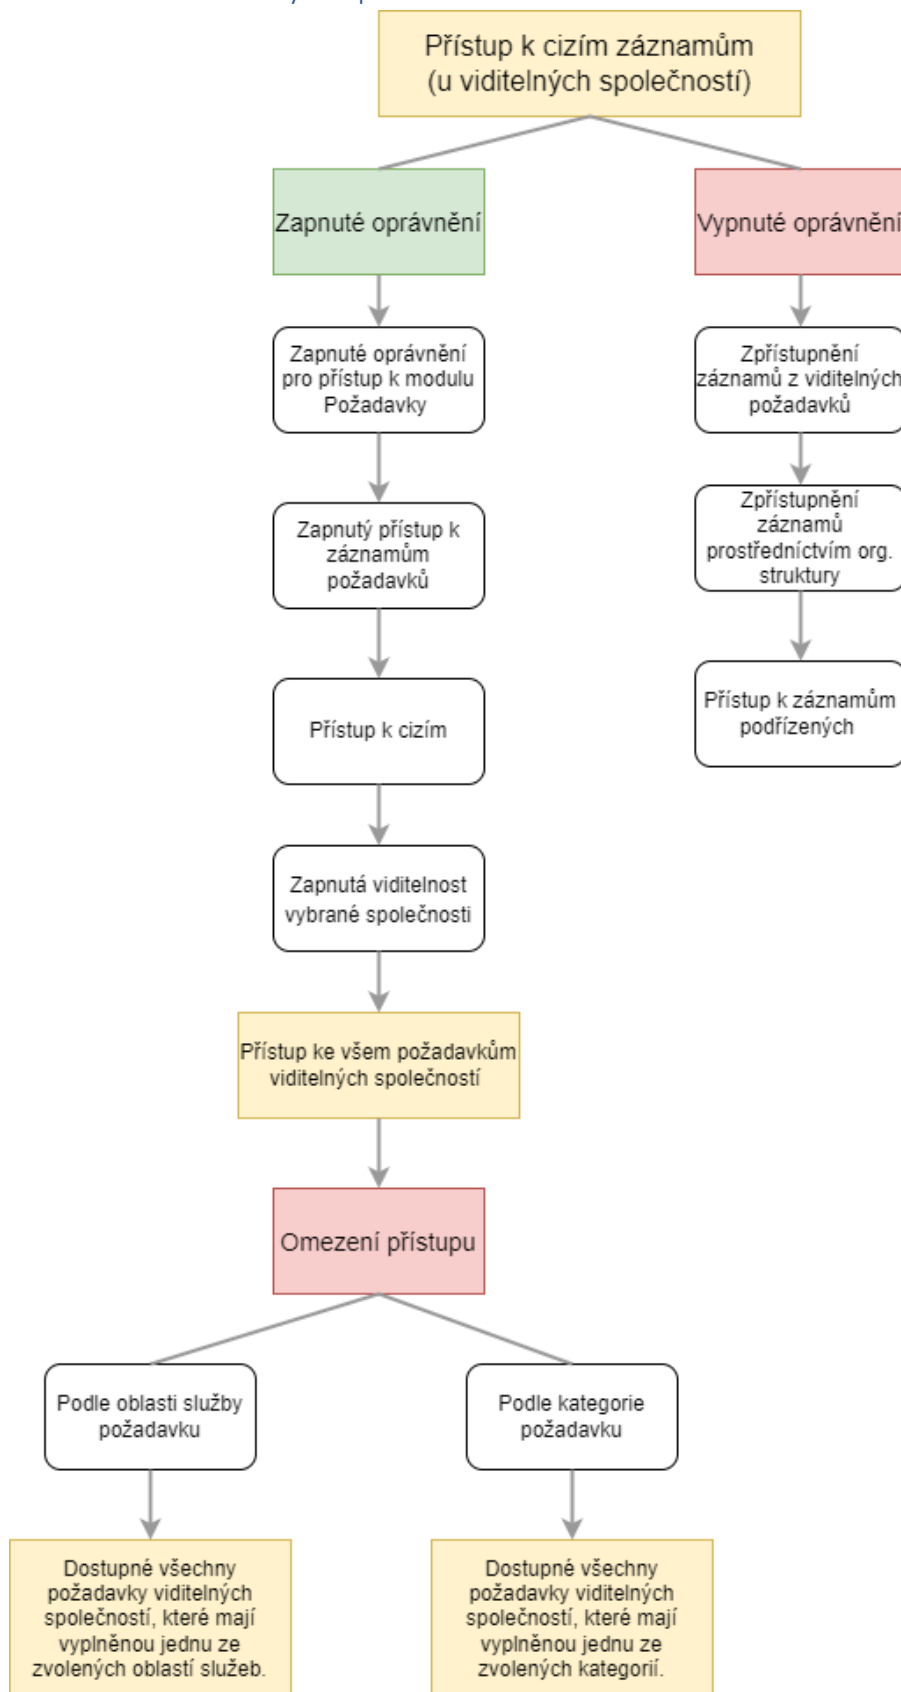 Přístup k cizím záznamům
(u viditelných společností)
Zapnuté oprávnění
Vypnuté oprávnění
Zapnuté oprávnění
pro přístup k modulu
Požadavky
Zpřístupnění
záznamů z viditelných
požadavků
Zapnutý přístup k
záznamům
požadavků
Zpřístupnění
záznamů
prostředníctvím org.
struktury
Přístup k cizím
Přístup k záznamům
podřízených
Zapnutá viditelnost
vybrané společnosti
Přístup ke všem požadavkům
viditelných společností
Omezení přístupu
Podle oblasti služby
požadavku
Podle kategorie
požadavku
Dostupné všechny
požadavky viditelných
společností, které mají
vyplněnou jednu ze
zvolených oblastí služeb.
Dostupné všechny
požadavky viditelných
společností, které mají
vyplněnou jednu ze
zvolených kategorií.